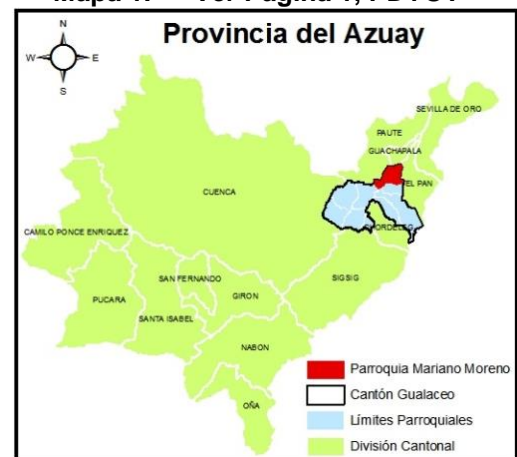 Provincia del Azuay
N
W E
S
SEVILLA DE ORO
PAUTE
GUACHAPALA
EL PAN
CUENCA
CHORDELEG
CAMILO PONCE ENRIQUEZ
SAN FERNANDO
SIGSIG
PUCARA
GIRON
SANTA ISABEL
NABON
OÑA
Parroquia Mariano Moreno
Cantón Gualaceo
Límites Parroquiales
División Cantonal